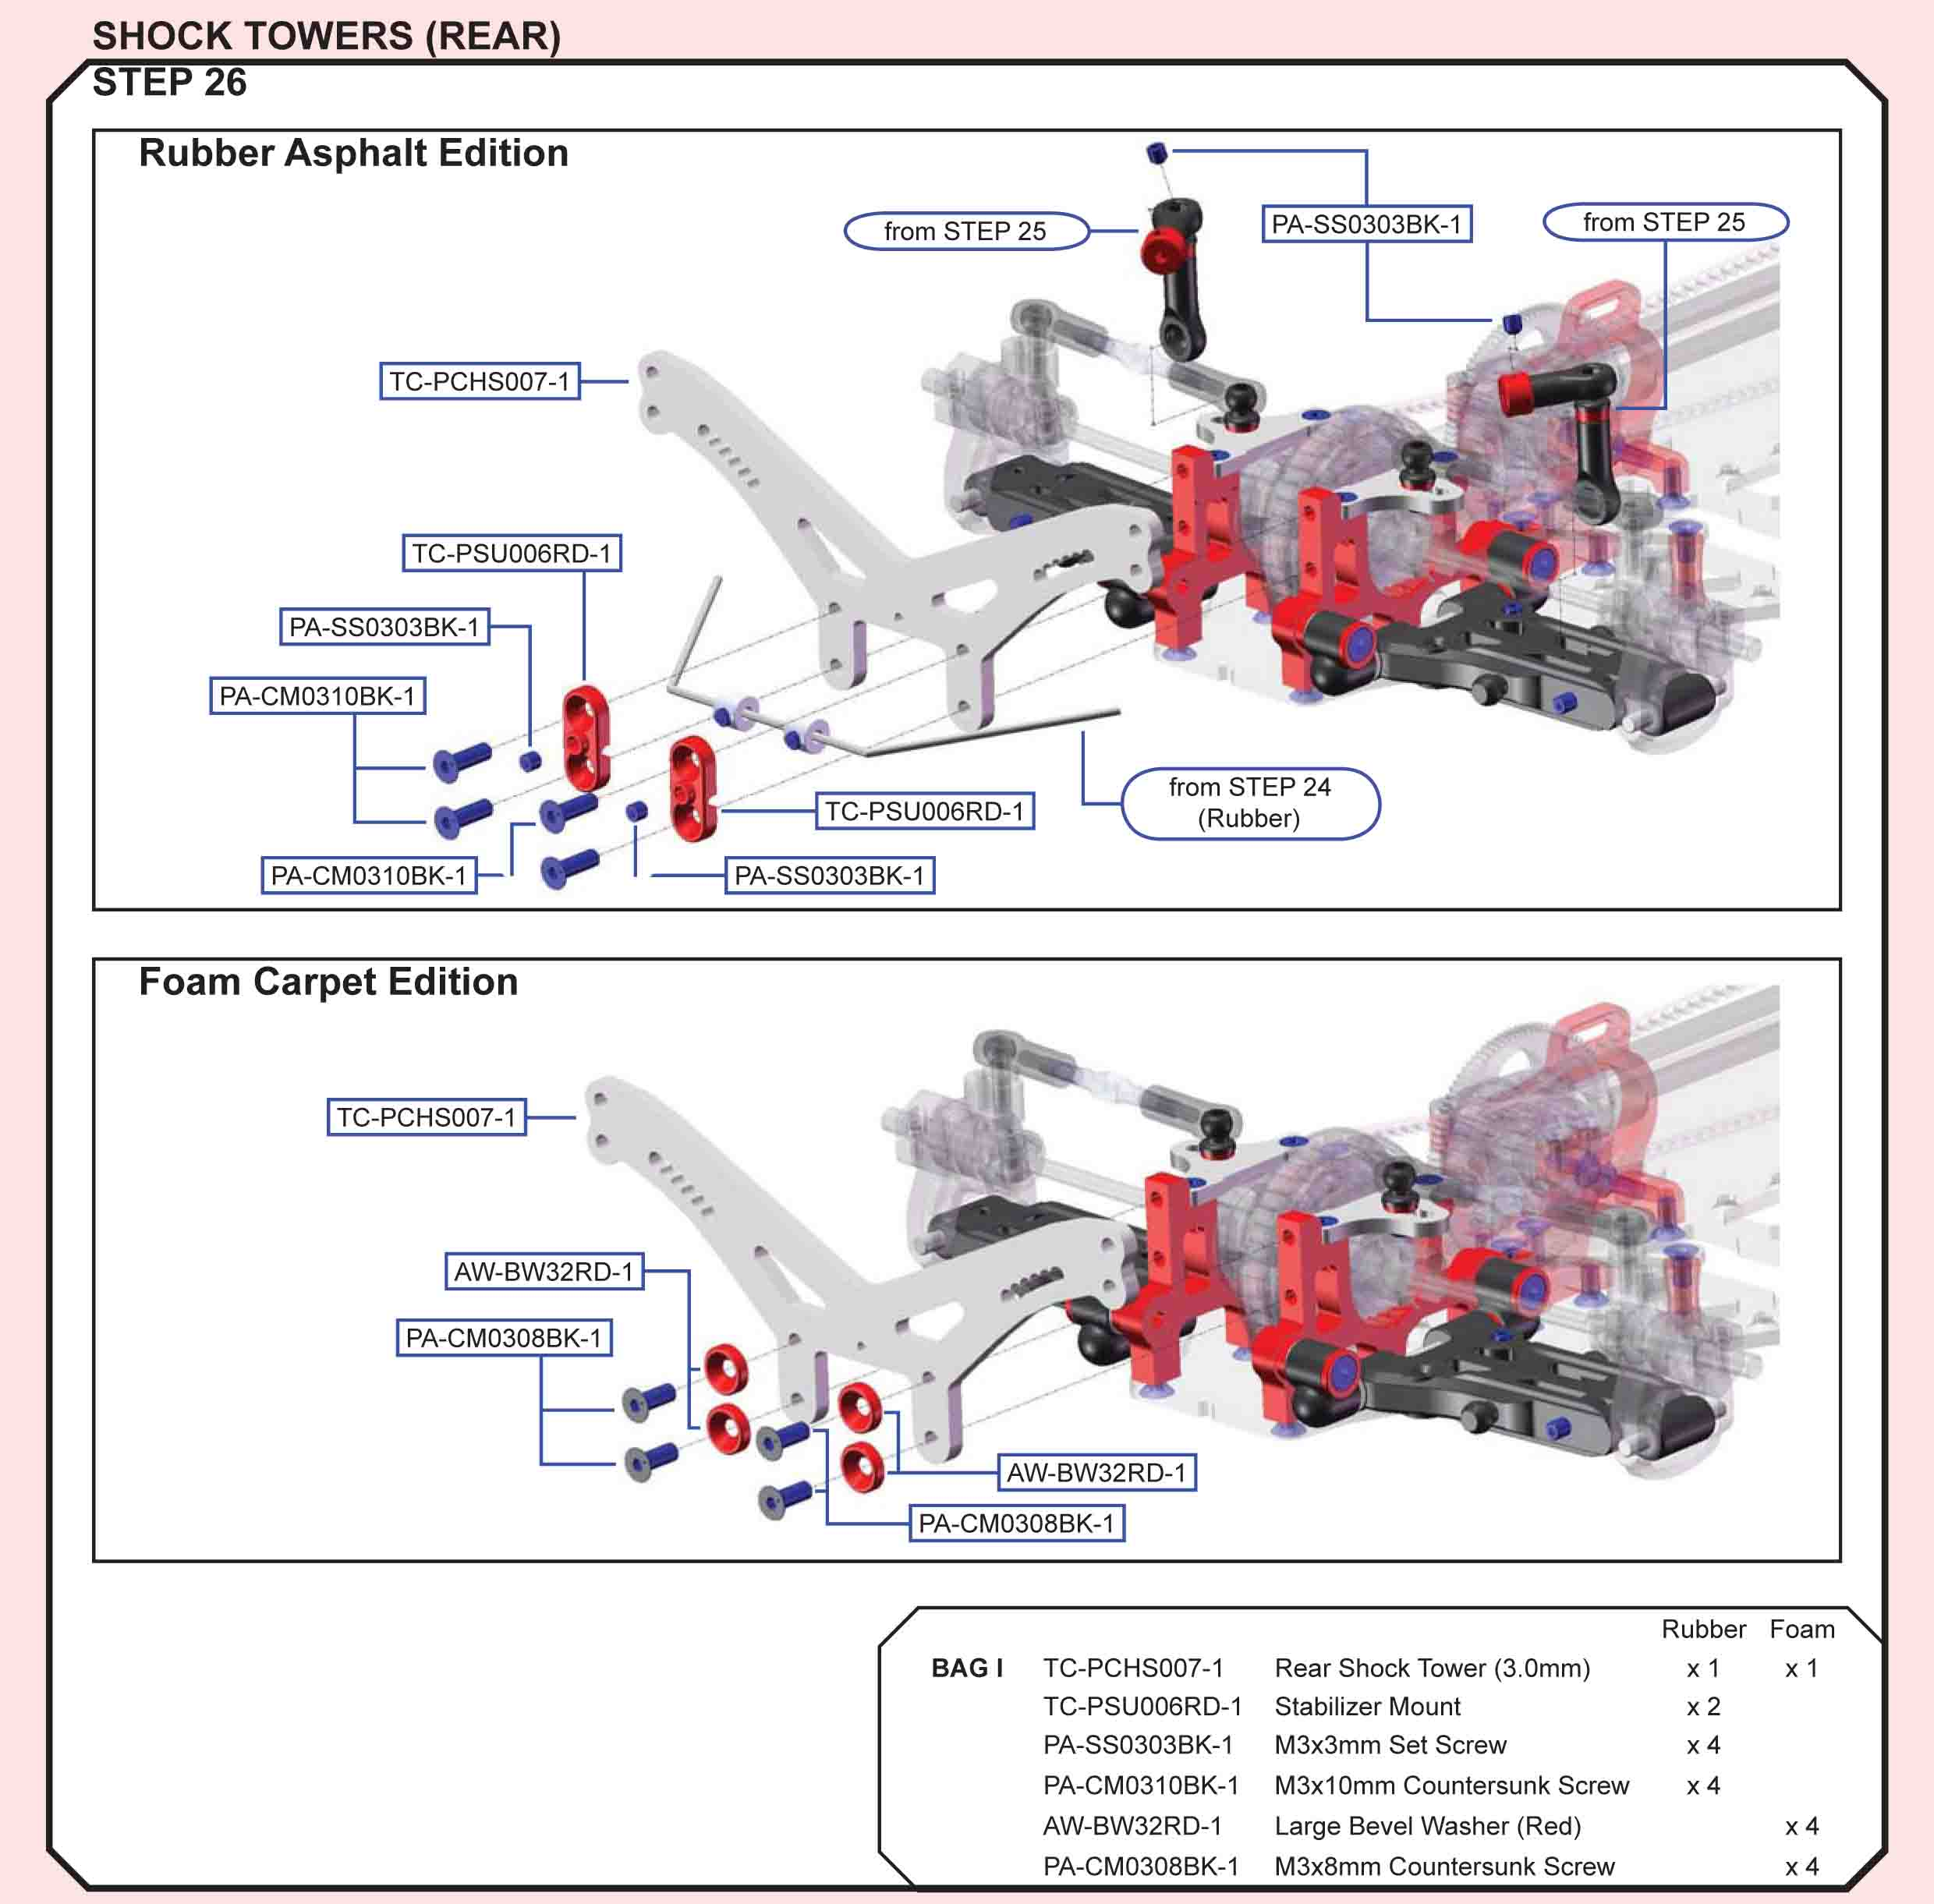 SHOCK TOWERS (REAR)
STEP 26
Rubber Asphalt Edition
from STEP 25
PA-SS0303BK-1
from STEP 25
TC-PCHS007-1
TC-PSU006RD-1
PA-SS0303BK-1
PA-CM0310BK-1
from STEP 24
(Rubber)
TC-PSU006RD-1
PA-CM0310BK-1
PA-SS0303BK-1
Foam Carpet Edition
TC-PCHS007-1
AW-BW32RD-1
PA-CM0308BK-1
AW-BW32RD-1
PA-CM0308BK-1
Rubber Foam
BAG I TC-PCHS007-1 Rear Shock Tower (3.0mm) x 1 x 1
TC-PSU006RD-1 Stabilizer Mount x 2
PA-SS0303BK-1 M3x3mm Set Screw x 4
PA-CM0310BK-1 M3x10mm Countersunk Screw x 4
AW-BW32RD-1 Large Bevel Washer (Red) x 4
PA-CM0308BK-1 M3x8mm Countersunk Screw x 4